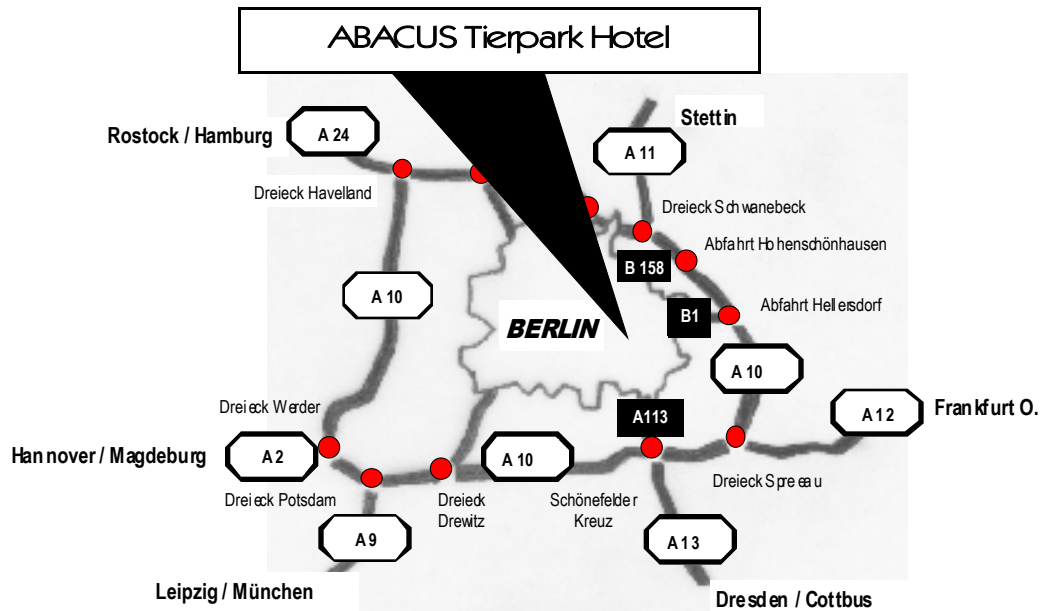 ABACUS Tierpark Hotel
Stettin
Rostock / Hamburg
A 24
A 11
Dreieck Havelland
Dreieck Schwanebeck
Abfahrt Hohenschönhausen
B 158
A 10
Abfahrt Hellersdorf
B1
BERLIN
A 10
Dreieck Werder
A113
A 12
Frankfurt O.
Hannover / Magdeburg
A 2
A 10
Dreieck Potsdam
Dreieck
Drewitz
Schönefelder
Kreuz
Dreieck Spreeau
A 9
A 13
Leipzig / München
Dresden / Cottbus